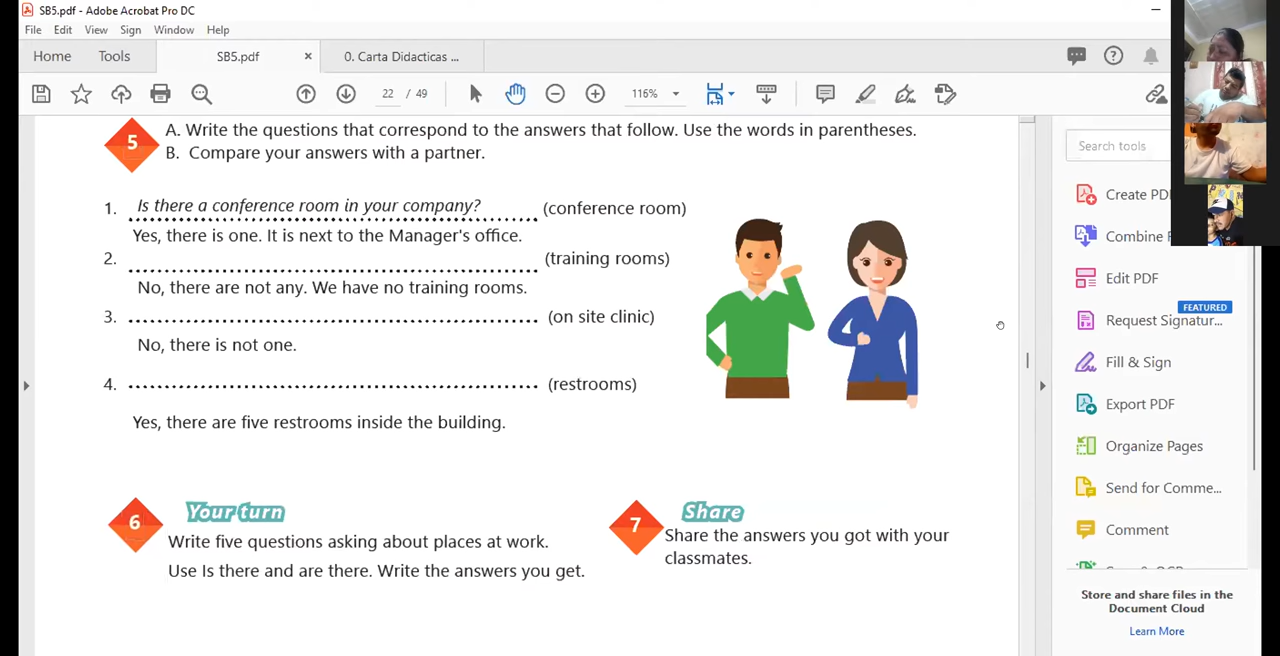 SB5.pdf - Adobe Acrobat Pro DC
File Edit View Sign Window Help
Home Tools SB5.pdf × 0. Carta Didacticas ...
22 / 49 116%
5
A. Write the questions that correspond to the answers that follow. Use the words in parentheses.
B. Compare your answers with a partner.
1. Is there a conference room in your company? (conference room)
Yes, there is one. It is next to the Manager's office.
2. (training rooms)
No, there are not any. We have no training rooms.
3. (on site clinic)
No, there is not one.
4. (restrooms)
Yes, there are five restrooms inside the building.
6 Your turn
Write five questions asking about places at work.
Use Is there and are there. Write the answers you get.
7 Share
Share the answers you got with your
classmates.
Search tools
Create PD
Combine
Edit PDF
FEATURED
Request Signatur...
Fill & Sign
Export PDF
Organize Pages
Send for Comme...
Comment
Store and share files in the
Document Cloud
Learn More